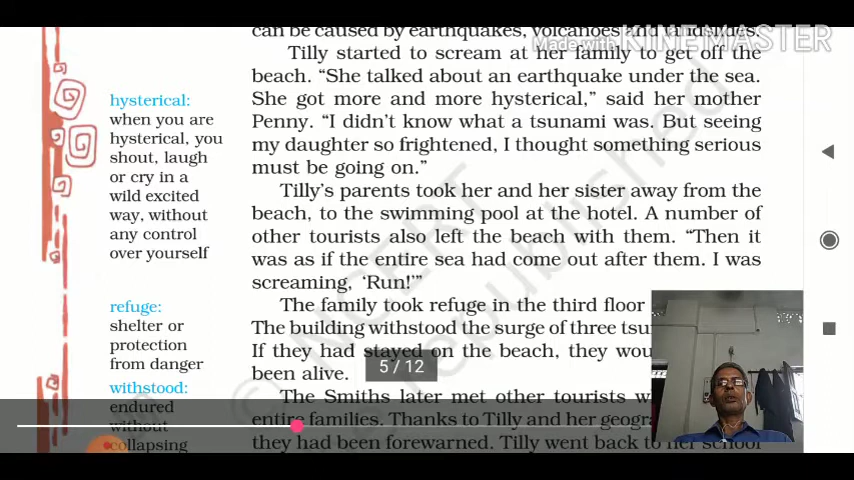 can be caused by earthquakes, volcanoes and landslides.
Made with KINEMASTER
Tilly started to scream at her family to get off the
beach. “She talked about an earthquake under the sea.
She got more and more hysterical,” said her mother
Penny. “I didn’t know what a tsunami was. But seeing
my daughter so frightened, I thought something serious
must be going on.”
Tilly’s parents took her and her sister away from the
beach, to the swimming pool at the hotel. A number of
other tourists also left the beach with them. “Then it
was as if the entire sea had come out after them. I was
screaming, ‘Run!’”
The family took refuge in the third floor
The building withstood the surge of three
If they had stayed on the beach, they
been alive.
The Smiths later met other tourists
entire families. Thanks to Tilly and her
they had been forewarned. Tilly went back to her school
hysterical:
when you are
hysterical, you
shout, laugh
or cry in a
wild excited
way, without
any control
over yourself
refuge:
shelter or
protection
from danger
withstood:
endured
without
collapsing
5 / 12
© NCERT
republished